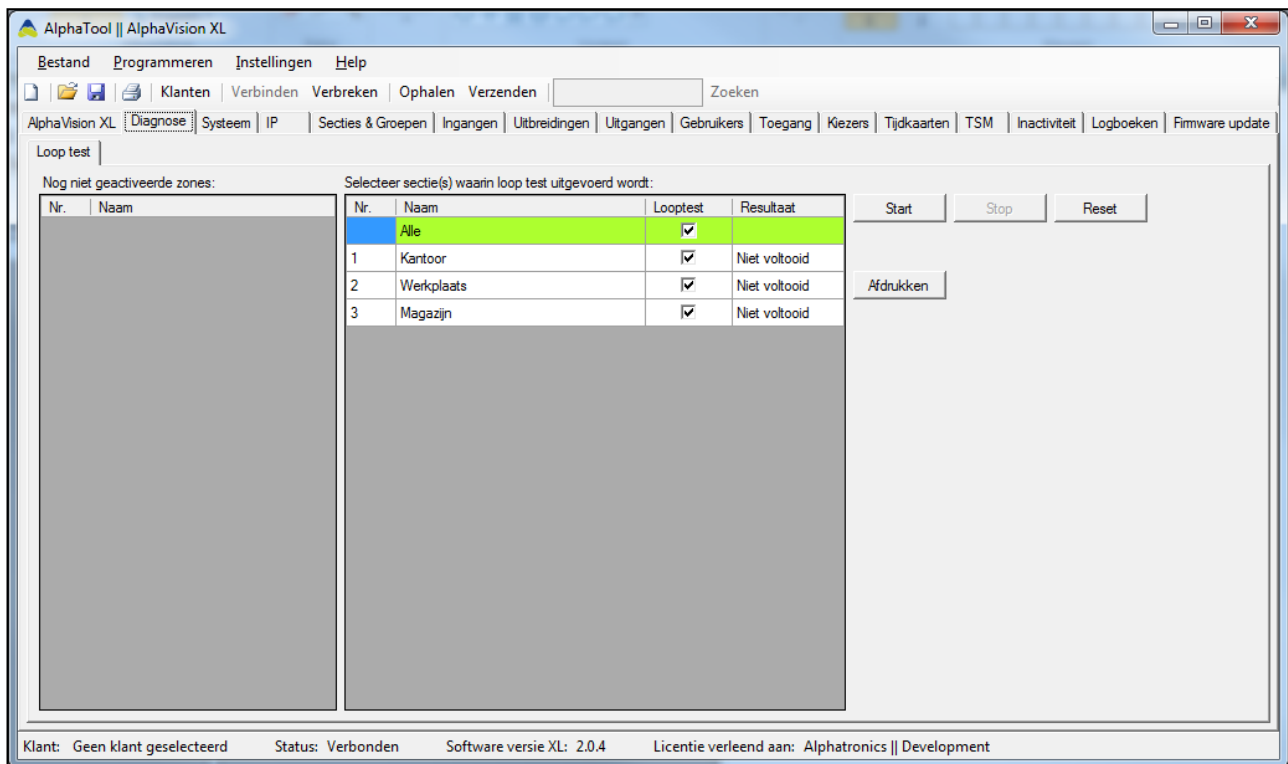 AlphaTool || AlphaVision XL
Bestand Programmeren Instellingen Help
Klanten Verbinden Verbreken Ophalen Verzenden Zoeken
AlphaVision XL Diagnose Systeem IP Secties & Groepen Ingangen Uitbreidingen Uitgangen Gebruikers Toegang Kiezers Tijdkaarten TSM Inactiviteit Logboeken Firmware update
Loop test
Nog niet geactiveerde zones: Selecteer sectie(s) waarin loop test uitgevoerd wordt:
Nr. Naam Nr. Naam Looptest Resultaat Start Stop Reset
Alle
1 Kantoor Niet voltooid
2 Werkplaats Niet voltooid Afdrukken
3 Magazijn Niet voltooid
Klant: Geen klant geselecteerd Status: Verbonden Software versie XL: 2.0.4 Licentie verleend aan: Alphatronics || Development